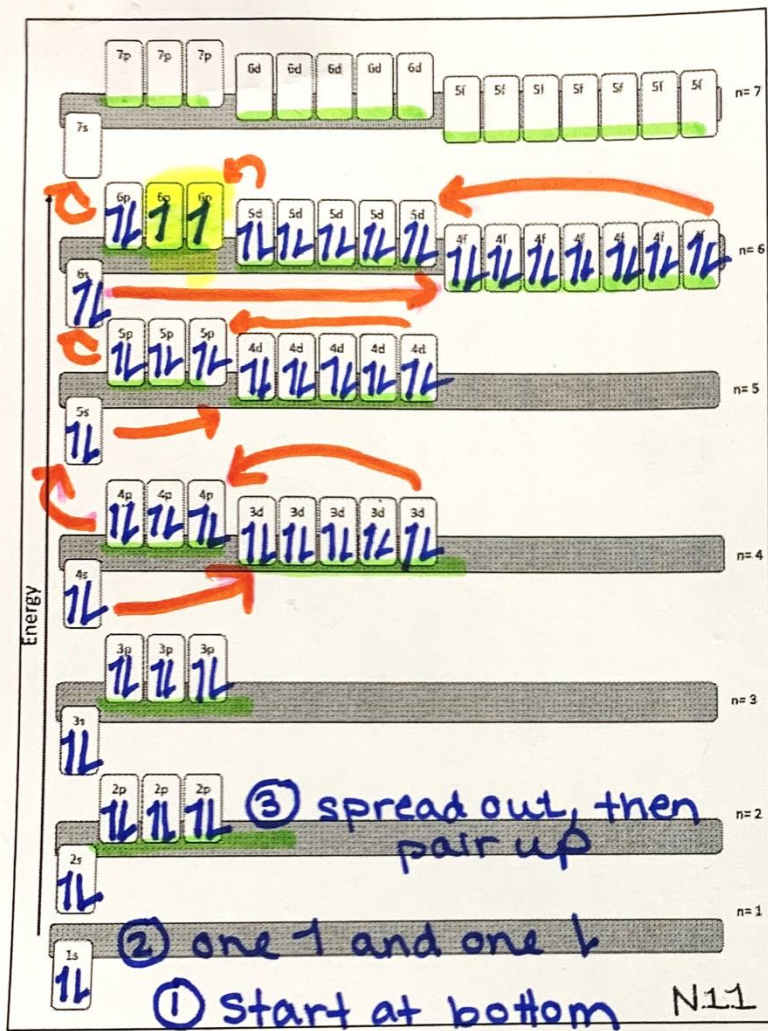 7p 7p 7p
6d 6d 6d 6d 6d
5f 5f 5f 5f 5f 5f 5f
n= 7
7s
6p 6p 6p
5d 5d 5d 5d 5d
4f 4f 4f 4f 4f 4f 4f
n= 6
6s
5p 5p 5p
4d 4d 4d 4d 4d
n= 5
5s
4p 4p 4p
3d 3d 3d 3d 3d
n= 4
4s
Energy
3p 3p 3p
n= 3
3s
2p 2p 2p
③ spread out, then
pair up
n= 2
2s
n= 1
② one ↿ and one ⇂
1s
① Start at bottom
N11